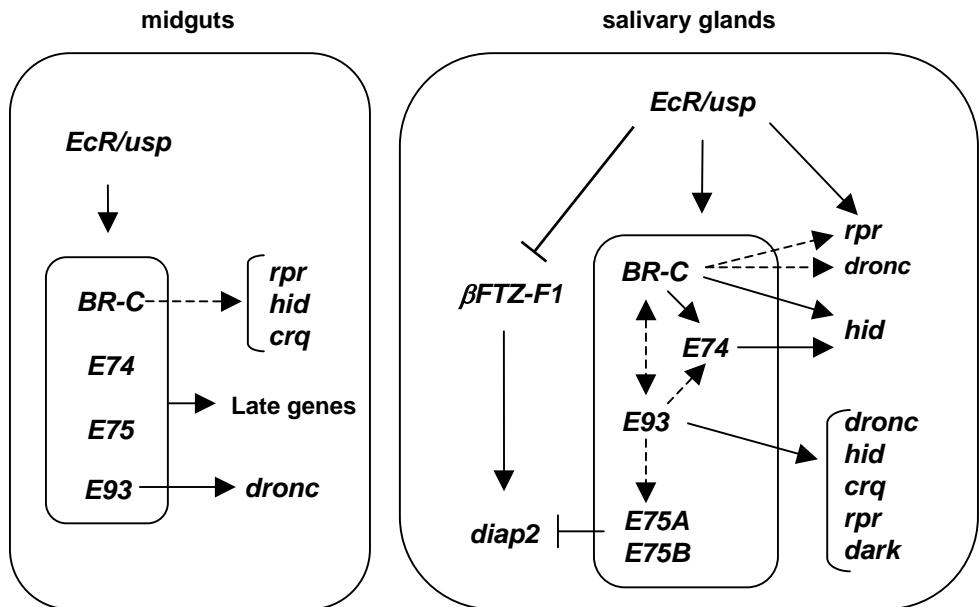 midguts
EcR/usp
BR-C
E74
E75
E93
rpr
hid
crq
Late genes
dronc
salivary glands
EcR/usp
βFTZ-F1
diap2
BR-C
E74
E93
E75A
E75B
rpr
dronc
hid
dronc
hid
crq
rpr
dark